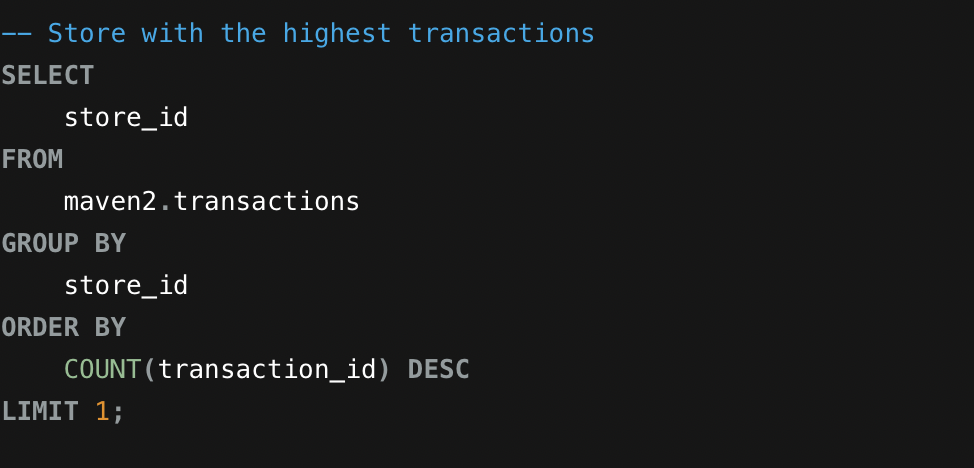 -- Store with the highest transactions
SELECT
    store_id
FROM
    maven2.transactions
GROUP BY
    store_id
ORDER BY
    COUNT(transaction_id) DESC
LIMIT 1;